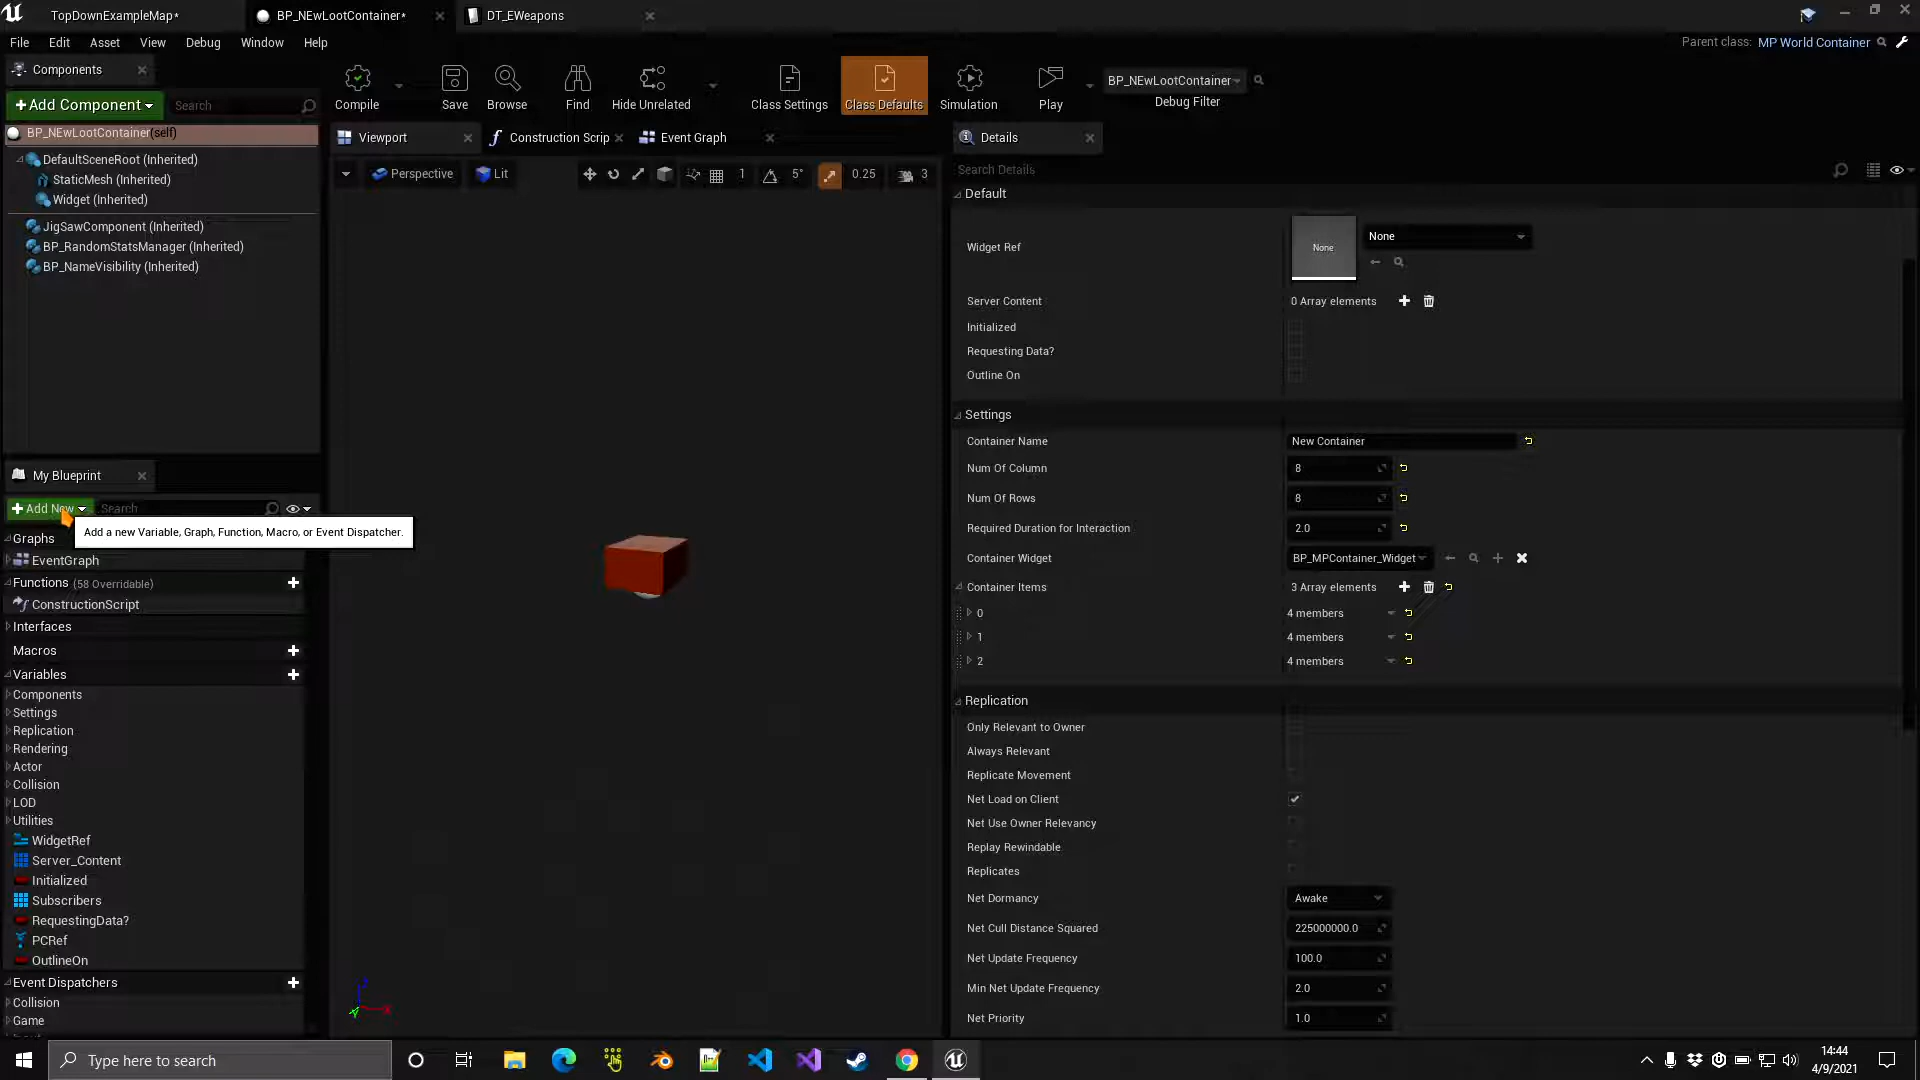 TopDownExampleMap*
BP_NEwLootContainer*
DT_EWeapons
File
Edit
Asset
View
Debug
Window
Help
Parent class: MP World Container
Components
+Add Component
Search
Compile
Save
Browse
Find
Hide Unrelated
Class Settings
Class Defaults
Simulation
Play
BP_NEwLootContainer
Debug Filter
BP_NEwLootContainer(self)
DefaultSceneRoot (Inherited)
StaticMesh (Inherited)
Widget (Inherited)
JigSawComponent (Inherited)
BP_RandomStatsManager (Inherited)
BP_NameVisibility (Inherited)
Viewport
Construction Scrip
Event Graph
Perspective
Lit
1
5°
0.25
3
My Blueprint
+Add New
Search
Add a new Variable, Graph, Function, Macro, or Event Dispatcher.
Graphs
EventGraph
Functions (58 Overridable)
ConstructionScript
Interfaces
Macros
Variables
Components
Settings
Replication
Rendering
Actor
Collision
LOD
Utilities
WidgetRef
Server_Content
Initialized
Subscribers
RequestingData?
PCRef
OutlineOn
Event Dispatchers
Collision
Game
Details
Search Details
Default
Widget Ref
None
None
Server Content
0 Array elements
Initialized
Requesting Data?
Outline On
Settings
Container Name
New Container
Num Of Column
8
Num Of Rows
8
Required Duration for Interaction
2.0
Container Widget
BP_MPContainer_Widget
Container Items
3 Array elements
0
4 members
1
4 members
2
4 members
Replication
Only Relevant to Owner
Always Relevant
Replicate Movement
Net Load on Client
Net Use Owner Relevancy
Replay Rewindable
Replicates
Net Dormancy
Awake
Net Cull Distance Squared
225000000.0
Net Update Frequency
100.0
Min Net Update Frequency
2.0
Net Priority
1.0
Type here to search
14:44
4/9/2021